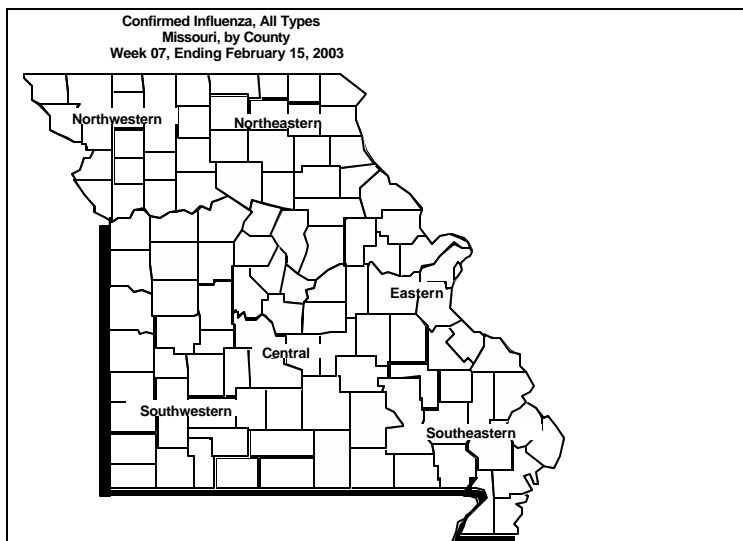 Confirmed Influenza, All Types
Missouri, by County
Week 07, Ending February 15, 2003
Northwestern
Northeastern
Eastern
Central
Southwestern
Southeastern